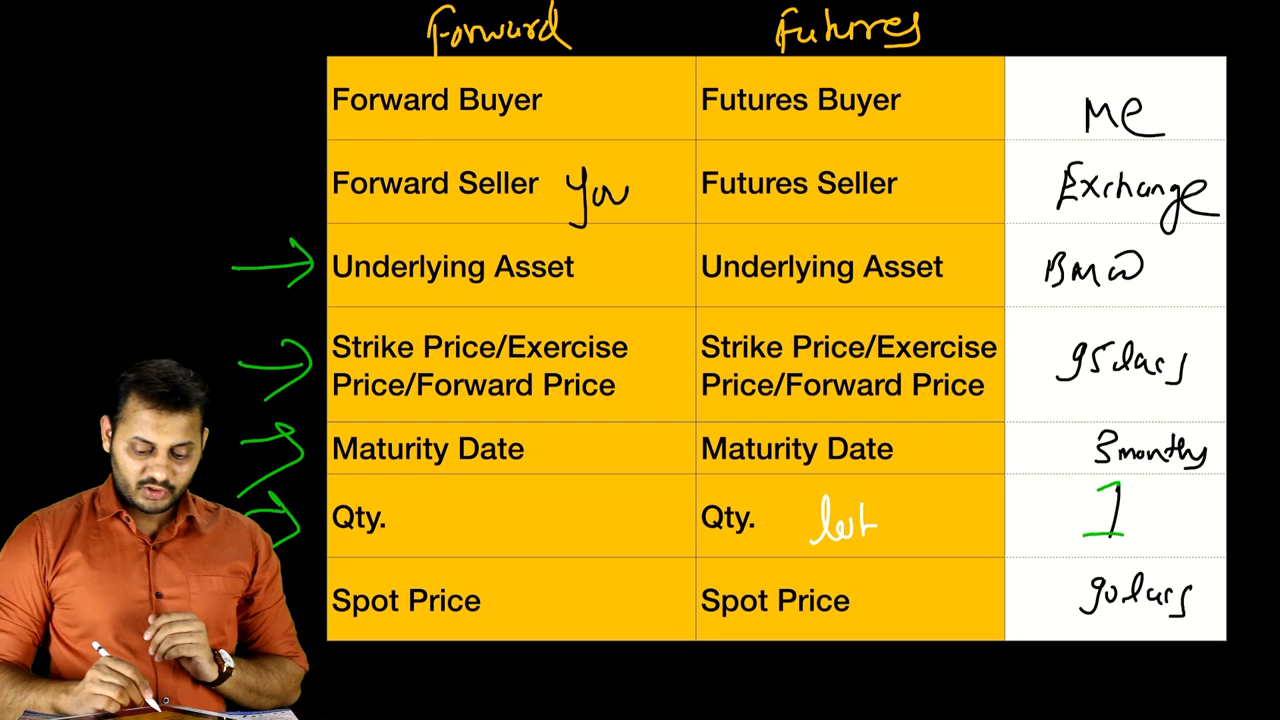 Forward Futures
Forward Buyer Futures Buyer Me
Forward Seller You Futures Seller Exchange
Underlying Asset Underlying Asset BMW
Strike Price/Exercise Strike Price/Exercise 95 lacs
Price/Forward Price Price/Forward Price
Maturity Date Maturity Date 3 months
Qty. Qty. lot 1
Spot Price Spot Price 90 lacs